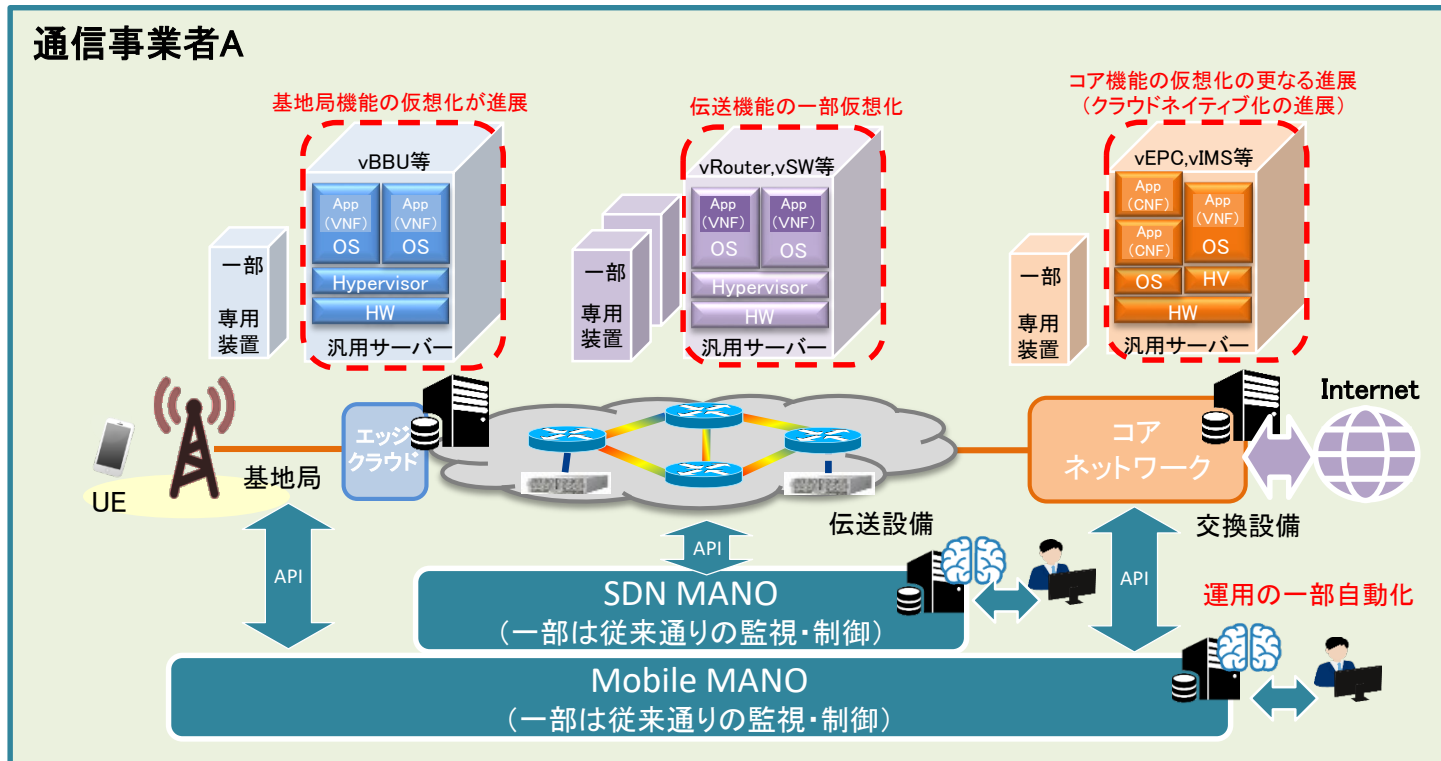 通信事業者A
基地局機能の仮想化が進展
伝送機能の一部仮想化
コア機能の仮想化の更なる進展
（クラウドネイティブ化の進展）
vBBU等
App
(VNF)
OS
App
(VNF)
OS
Hypervisor
HW
汎用サーバー
一部
専用
装置
vRouter,vSW等
App
(VNF)
OS
App
(VNF)
OS
Hypervisor
HW
汎用サーバー
一部
専用
装置
vEPC,vIMS等
App
(CNF)
App
(CNF)
OS
App
(VNF)
OS
HV
HW
汎用サーバー
一部
専用
装置
UE
基地局
エッジ
クラウド
伝送設備
コア
ネットワーク
交換設備
Internet
API
API
API
SDN MANO
（一部は従来通りの監視・制御）
運用の一部自動化
Mobile MANO
（一部は従来通りの監視・制御）